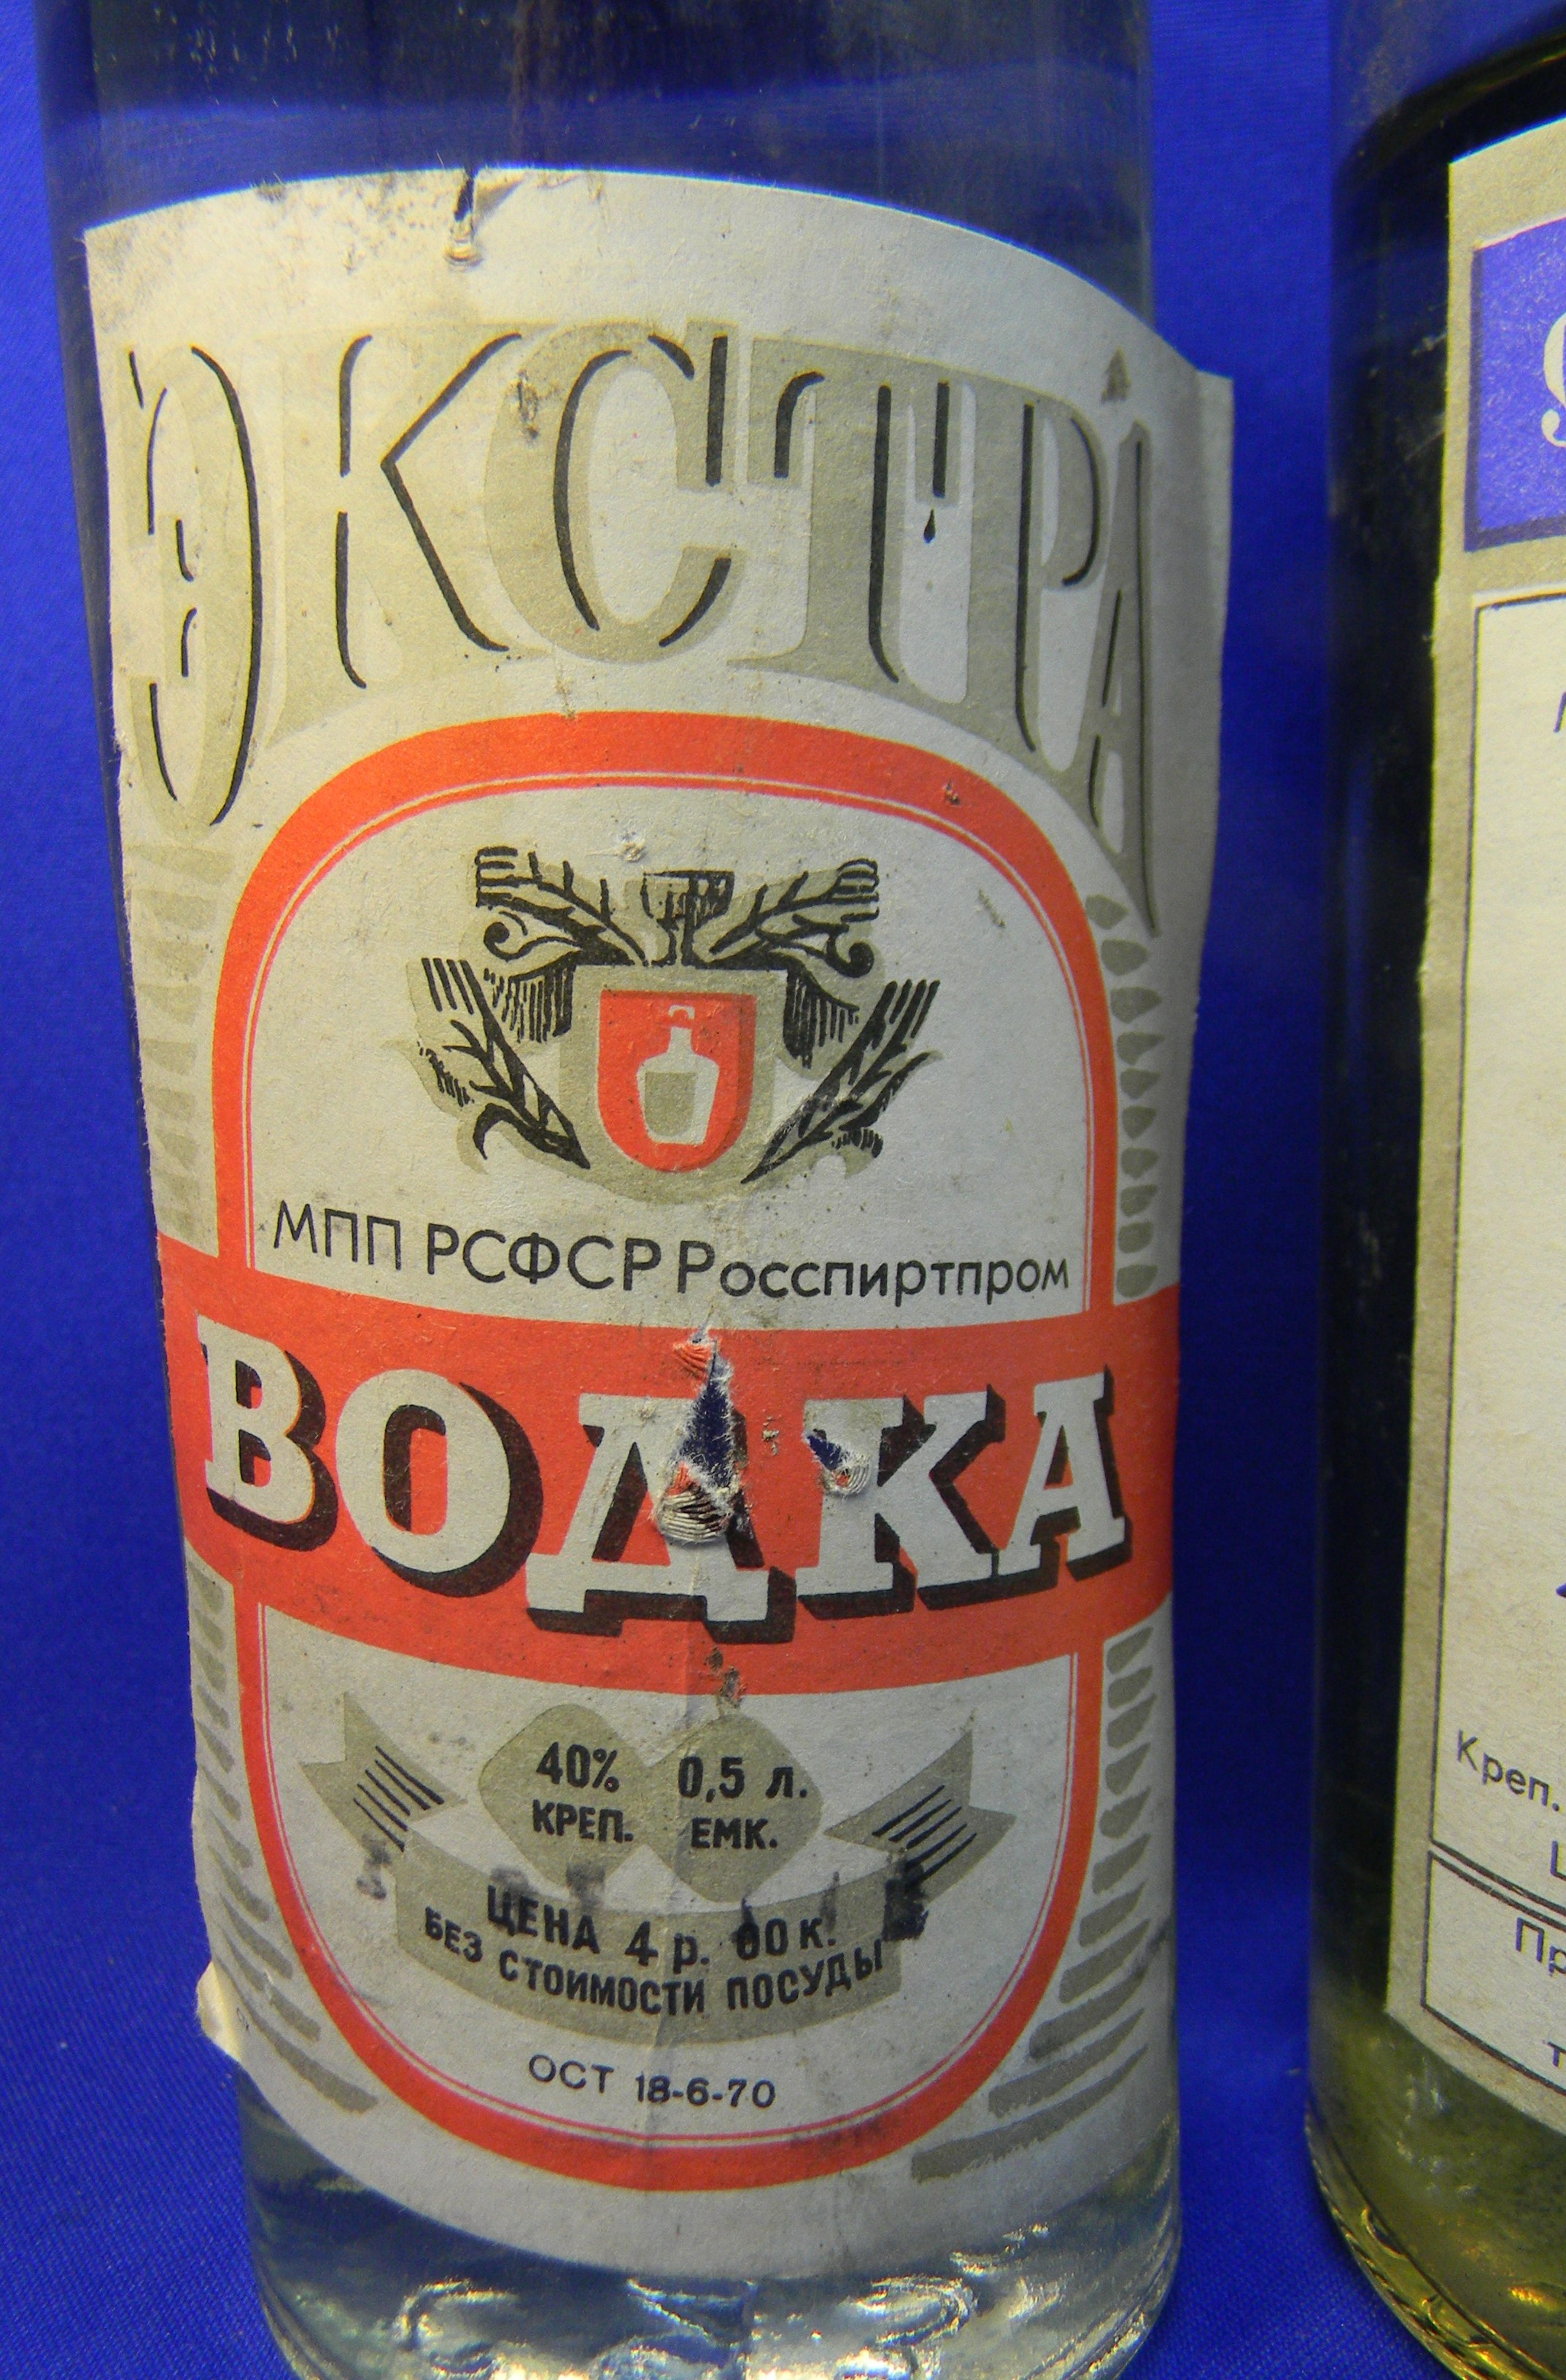 ЭКСТРА
МПП РСФСР Росспиртпром
ВОДКА
40% 0,5 л.
КРЕП. ЕМК.
ЦЕНА 4 р. 00 к.
БЕЗ СТОИМОСТИ ПОСУДЫ
ОСТ 18-6-70
Креп.